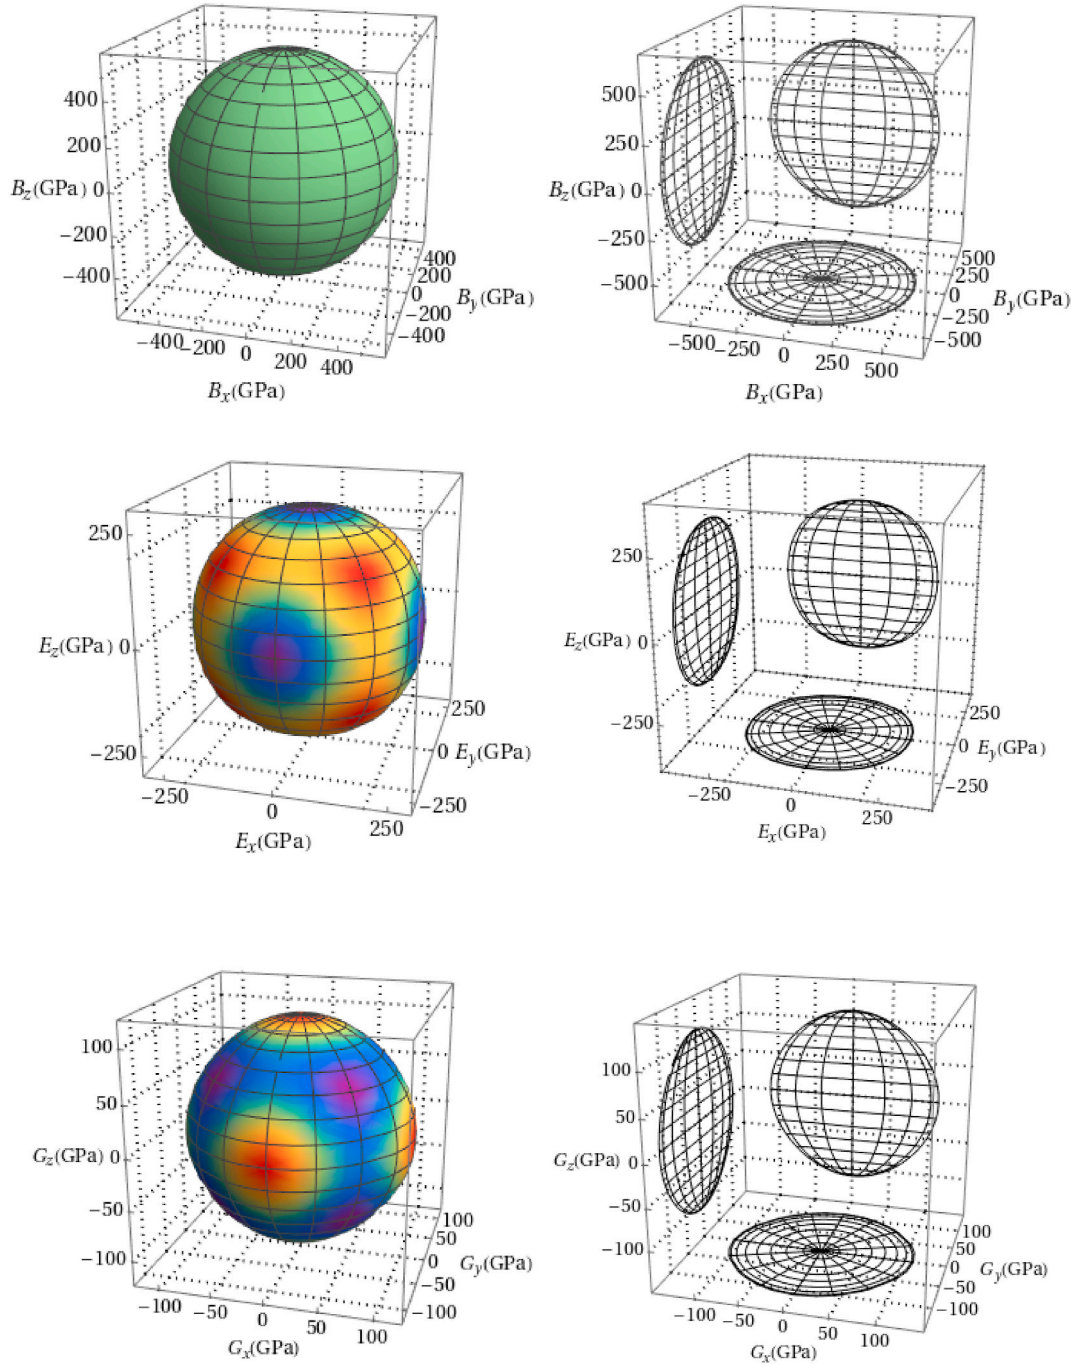 400
200
B_z(GPa) 0
−200
−400
400
200
0
−200
−400
B_y(GPa)
−400 −200 0 200 400
B_x(GPa)
500
250
B_z(GPa) 0
−250
−500
500
250
0
−250
−500
B_y(GPa)
−500 −250 0 250 500
B_x(GPa)
250
E_z(GPa) 0
−250
250
0 E_y(GPa)
−250
−250 0 250
E_x(GPa)
250
E_z(GPa) 0
−250
250
0 E_y(GPa)
−250
−250 0 250
E_x(GPa)
100
50
G_z(GPa) 0
−50
−100
100
50
0
−50
−100
G_y(GPa)
−100 −50 0 50 100
G_x(GPa)
100
50
G_z(GPa) 0
−50
−100
100
50
0
−50
−100
G_y(GPa)
−100 −50 0 50 100
G_x(GPa)